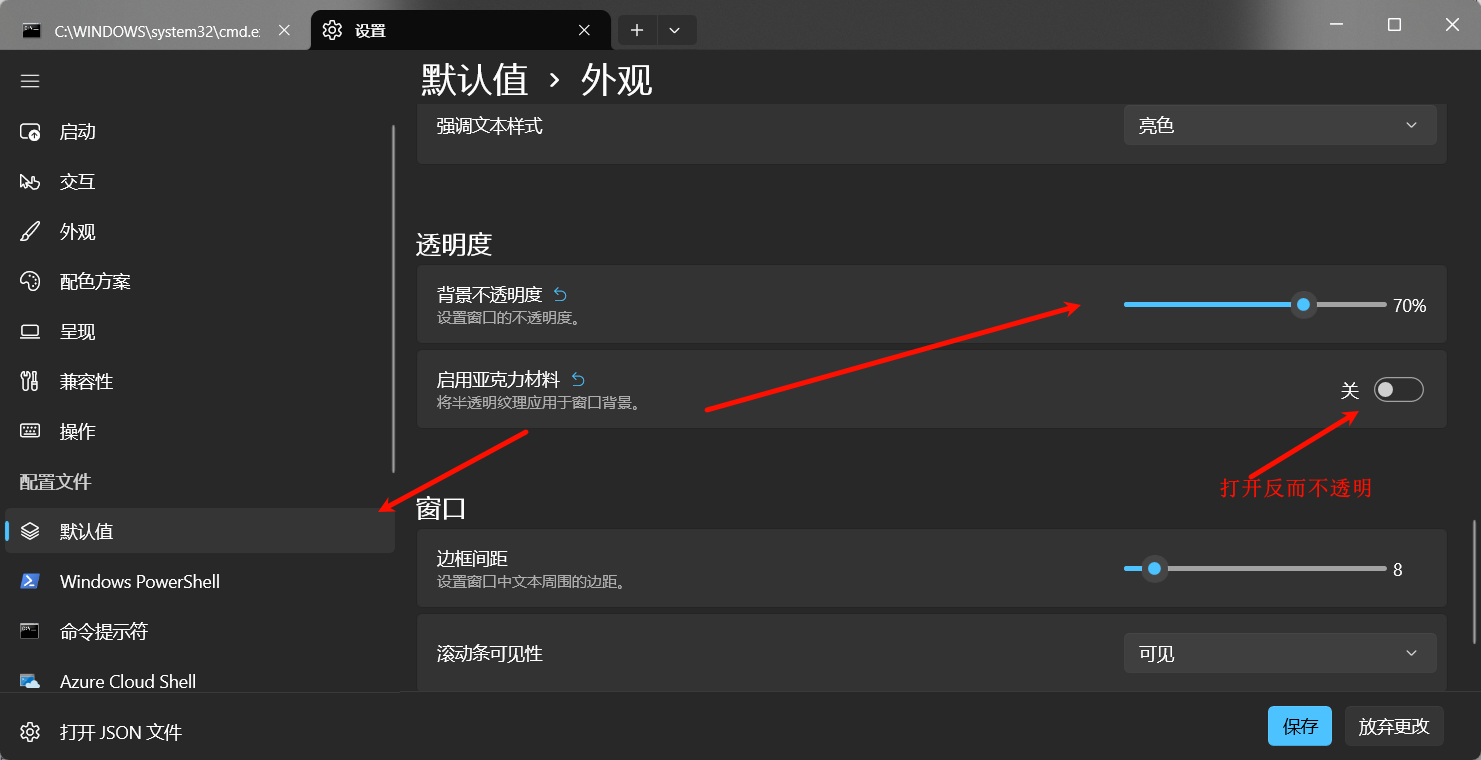 C:\WINDOWS\system32\cmd.e
设置
默认值 › 外观
启动
交互
外观
配色方案
呈现
兼容性
操作
配置文件
默认值
Windows PowerShell
命令提示符
Azure Cloud Shell
打开 JSON 文件
强调文本样式
亮色
透明度
背景不透明度
设置窗口的不透明度。
70%
启用亚克力材料
将半透明纹理应用于窗口背景。
关
打开反而不透明
窗口
边框间距
设置窗口中文本周围的边距。
8
滚动条可见性
可见
保存
放弃更改